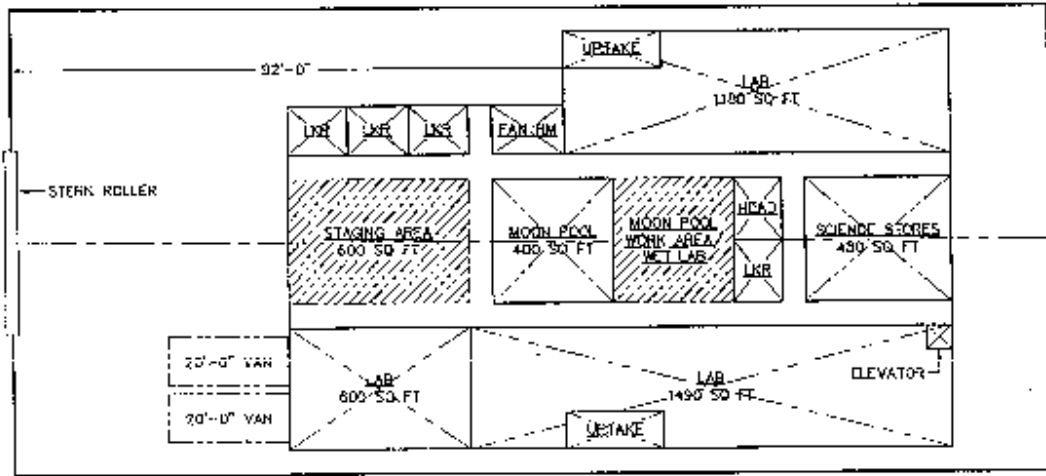 UPTAKE
92'-0"
LAB
1180 SQ FT
LKR
LKR
LKR
FAN RM
STERN ROLLER
STAGING AREA
600 SQ FT
MOON POOL
400 SQ FT
MOON POOL
WORK AREA/
WET LAB
HEAD
LKR
SCIENCE STORES
490 SQ FT
20'-0" VAN
20'-0" VAN
LAB
600 SQ FT
LAB
1490 SQ FT
UPTAKE
ELEVATOR